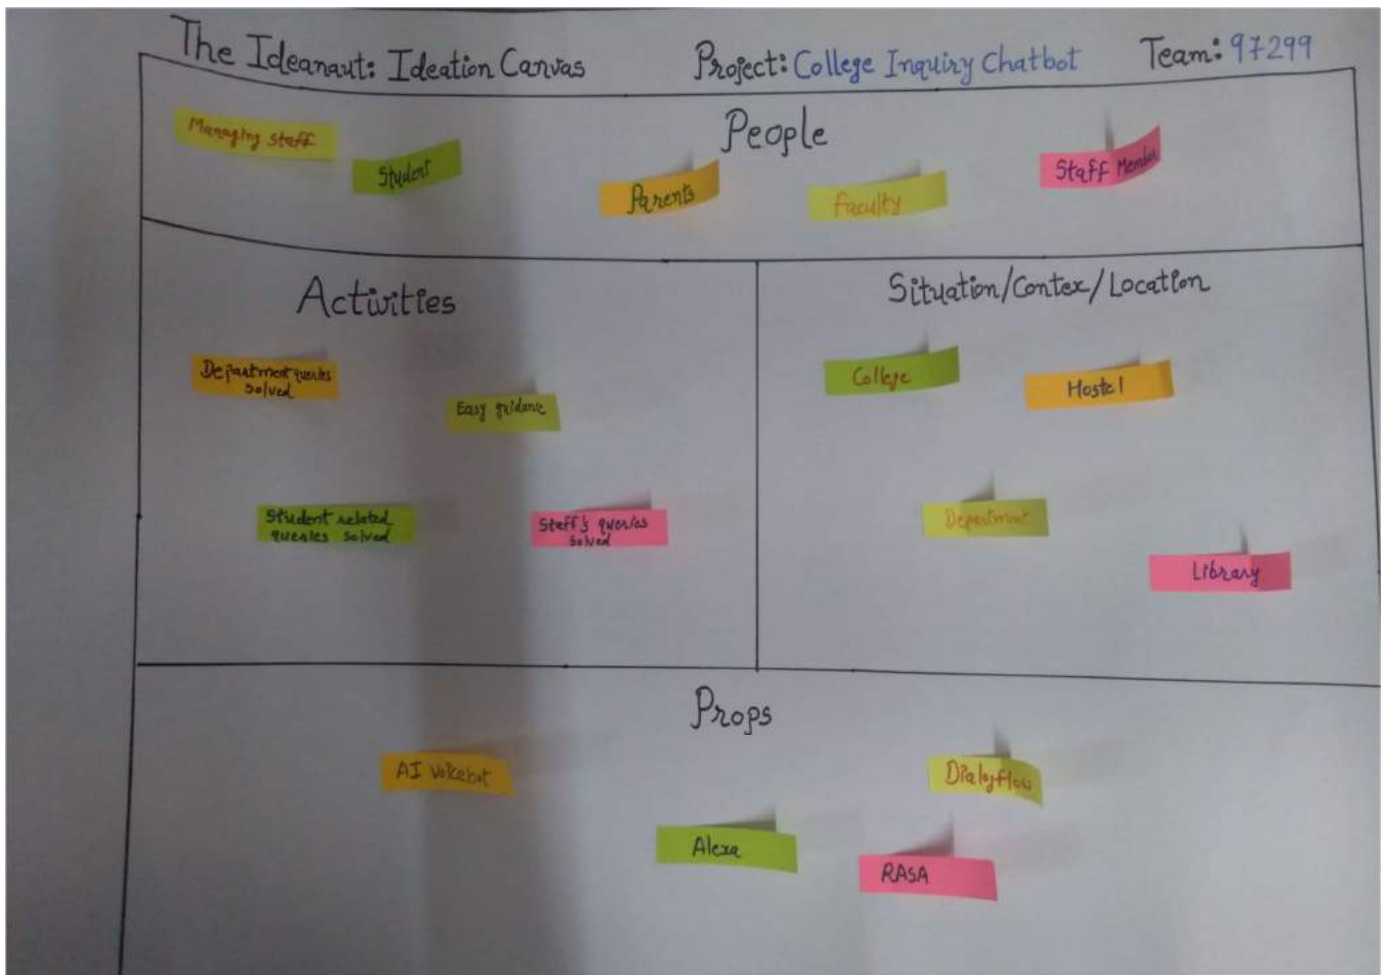 The Ideanaut: Ideation Canvas Project: College Inquiry Chatbot Team: 97299
People
Managing staff
Student
Parents
Faculty
Staff Member
Activities
Department queries
solved
Easy guidance
Student related
queries solved
Staff's queries
solved
Situation/Contex/Location
College
Hostel
Department
Library
Props
AI Voicebot
Dialogflow
Alexa
RASA